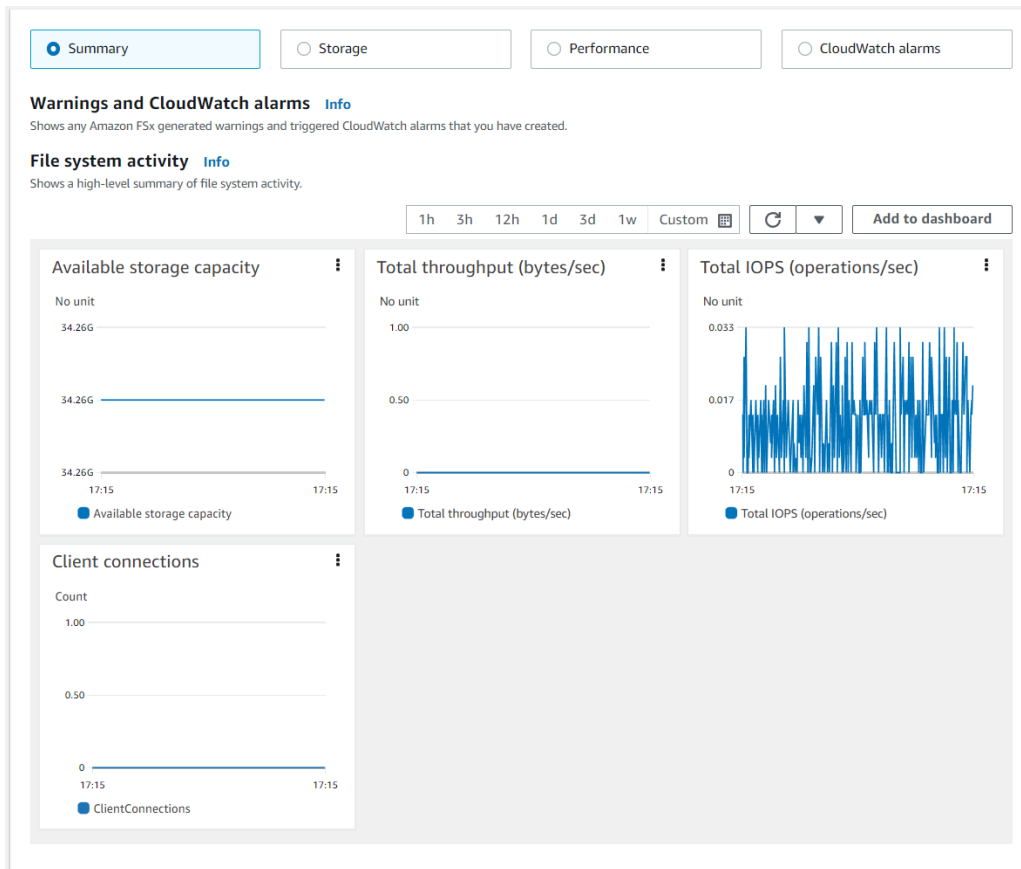 Summary
Storage
Performance
CloudWatch alarms
Warnings and CloudWatch alarms Info
Shows any Amazon FSx generated warnings and triggered CloudWatch alarms that you have created.
File system activity Info
Shows a high-level summary of file system activity.
1h 3h 12h 1d 3d 1w Custom
Add to dashboard
Available storage capacity
No unit
34.26G
34.26G
34.26G
17:15 17:15
Available storage capacity
Total throughput (bytes/sec)
No unit
1.00
0.50
0
17:15 17:15
Total throughput (bytes/sec)
Total IOPS (operations/sec)
No unit
0.033
0.017
0
17:15 17:15
Total IOPS (operations/sec)
Client connections
Count
1.00
0.50
0
17:15 17:15
ClientConnections